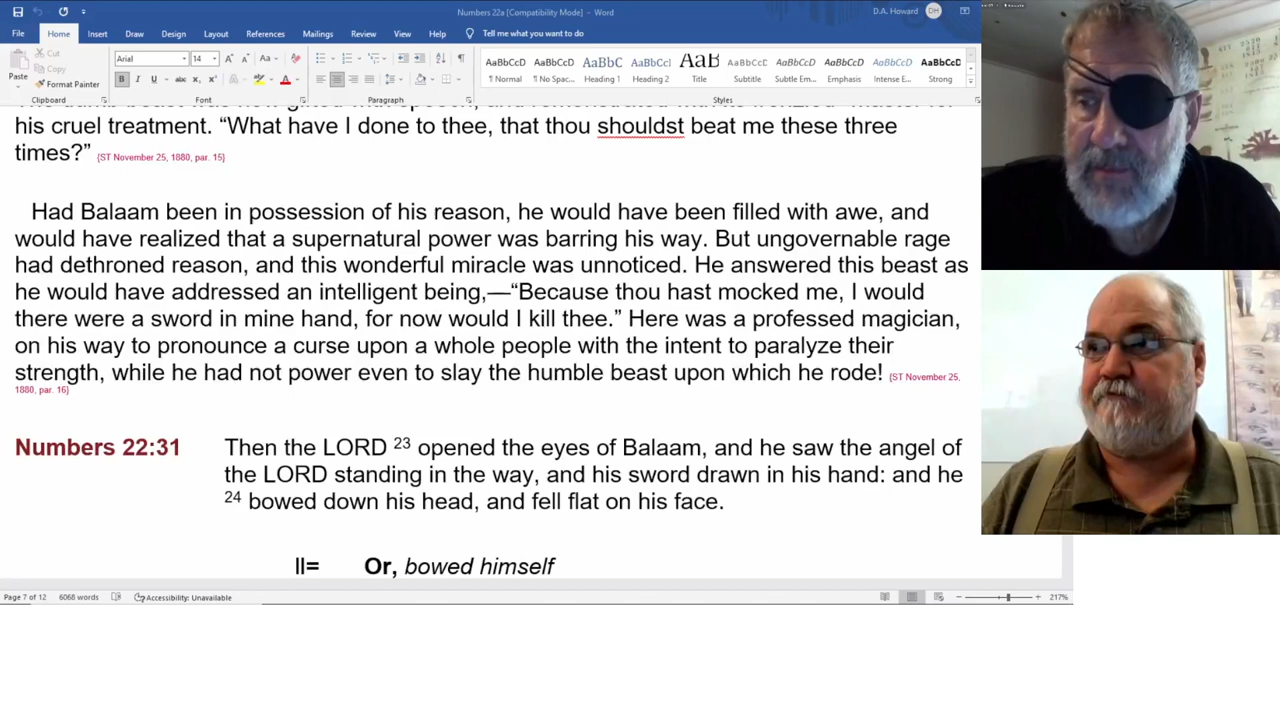 Numbers 22a [Compatibility Mode] - Word
D.A. Howard DH
File Home Insert Draw Design Layout References Mailings Review View Help Tell me what you want to do
Paste Cut Copy Format Painter
Arial 14 Aa
B I U abc X₂ X² A
AaBbCcD AaBbCcD AaBbC AaBbCc AaB AaBbCcD AaBbCcD AaBbCcD AaBbCcD AaBbCc
¶ Normal ¶ No Spac... Heading 1 Heading 2 Title Subtitle Subtle Em... Emphasis Intense E... Strong
Clipboard Font Paragraph Styles
his cruel treatment. “What have I done to thee, that thou shouldst beat me these three
times?” {ST November 25, 1880, par. 15}
Had Balaam been in possession of his reason, he would have been filled with awe, and
would have realized that a supernatural power was barring his way. But ungovernable rage
had dethroned reason, and this wonderful miracle was unnoticed. He answered this beast as
he would have addressed an intelligent being,—“Because thou hast mocked me, I would
there were a sword in mine hand, for now would I kill thee.” Here was a professed magician,
on his way to pronounce a curse upon a whole people with the intent to paralyze their
strength, while he had not power even to slay the humble beast upon which he rode! {ST November 25,
1880, par. 16}
Numbers 22:31 Then the LORD 23 opened the eyes of Balaam, and he saw the angel of
the LORD standing in the way, and his sword drawn in his hand: and he
24 bowed down his head, and fell flat on his face.
||= Or, bowed himself
Page 7 of 12 6068 words Accessibility: Unavailable 217%